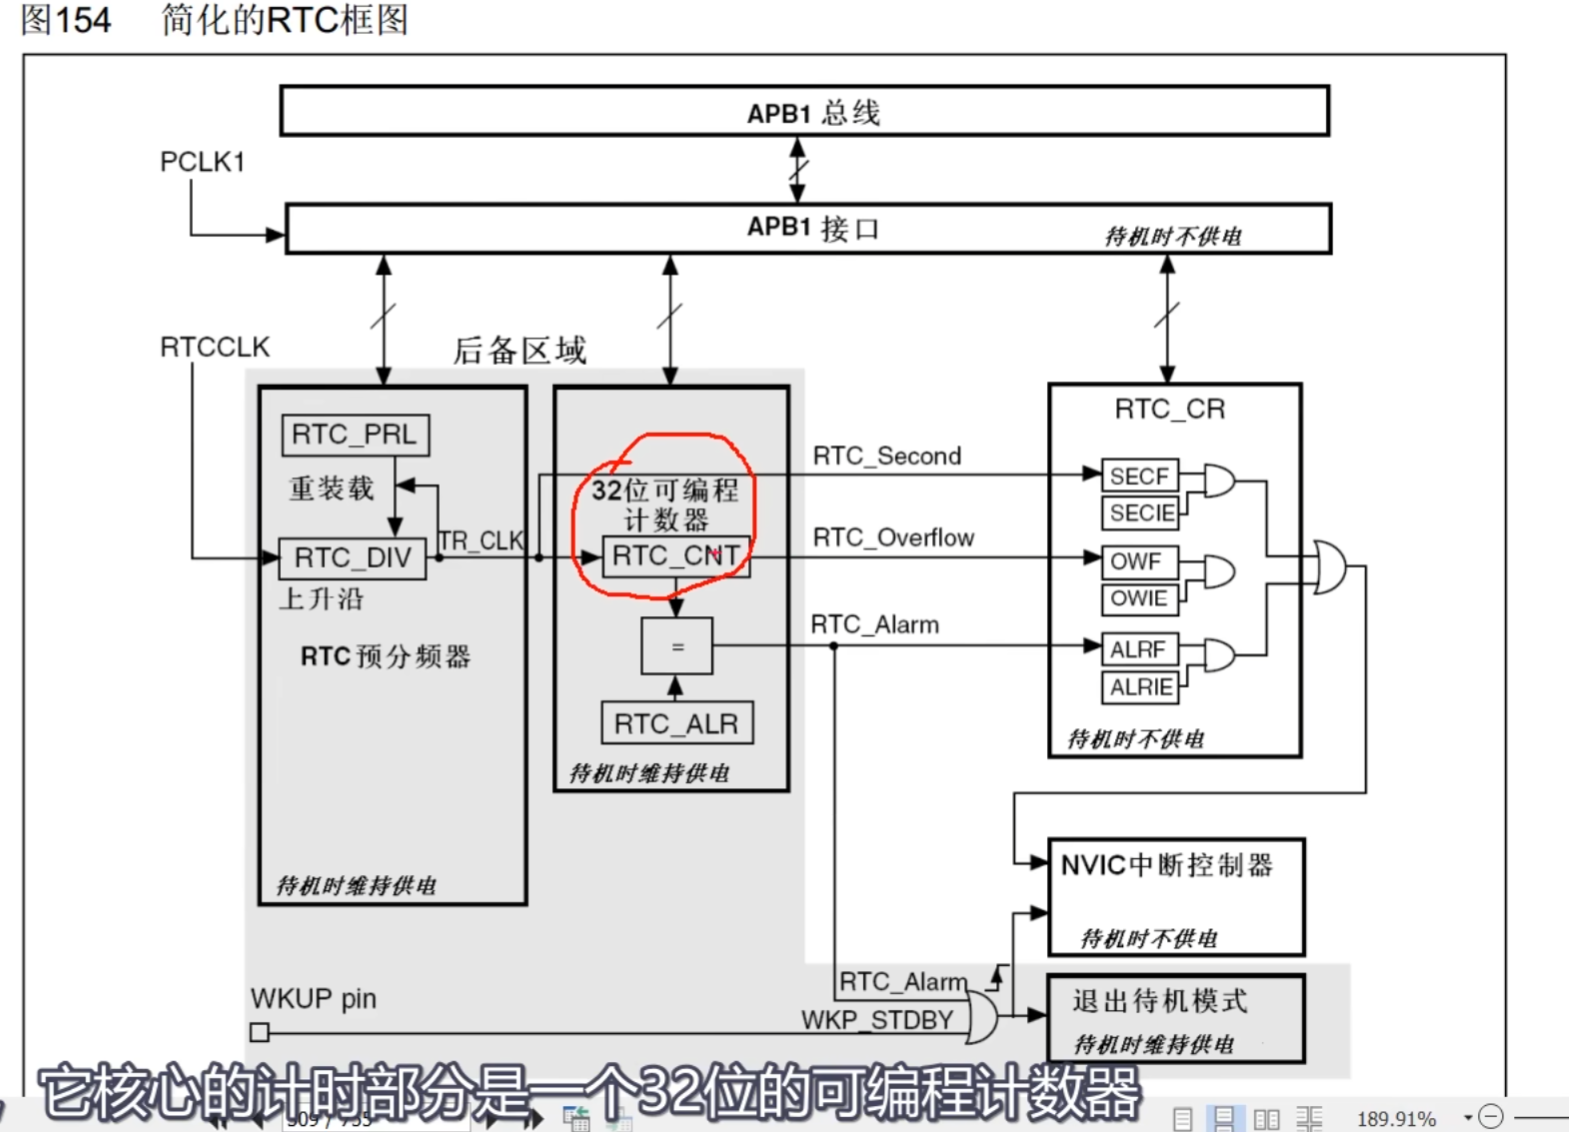 图154 简化的RTC框图
APB1 总线
PCLK1
APB1 接口
待机时不供电
RTCCLK
后备区域
RTC_PRL
重装载
TR_CLK
RTC_DIV
上升沿
RTC预分频器
待机时维持供电
32位可编程
计数器
RTC_CNT
=
RTC_ALR
待机时维持供电
RTC_Second
RTC_Overflow
RTC_Alarm
RTC_CR
SECF
SECIE
OWF
OWIE
ALRF
ALRIE
待机时不供电
NVIC中断控制器
待机时不供电
RTC_Alarm
WKUP pin
WKP_STDBY
退出待机模式
待机时维持供电
它核心的计时部分是一个32位的可编程计数器
189.91%